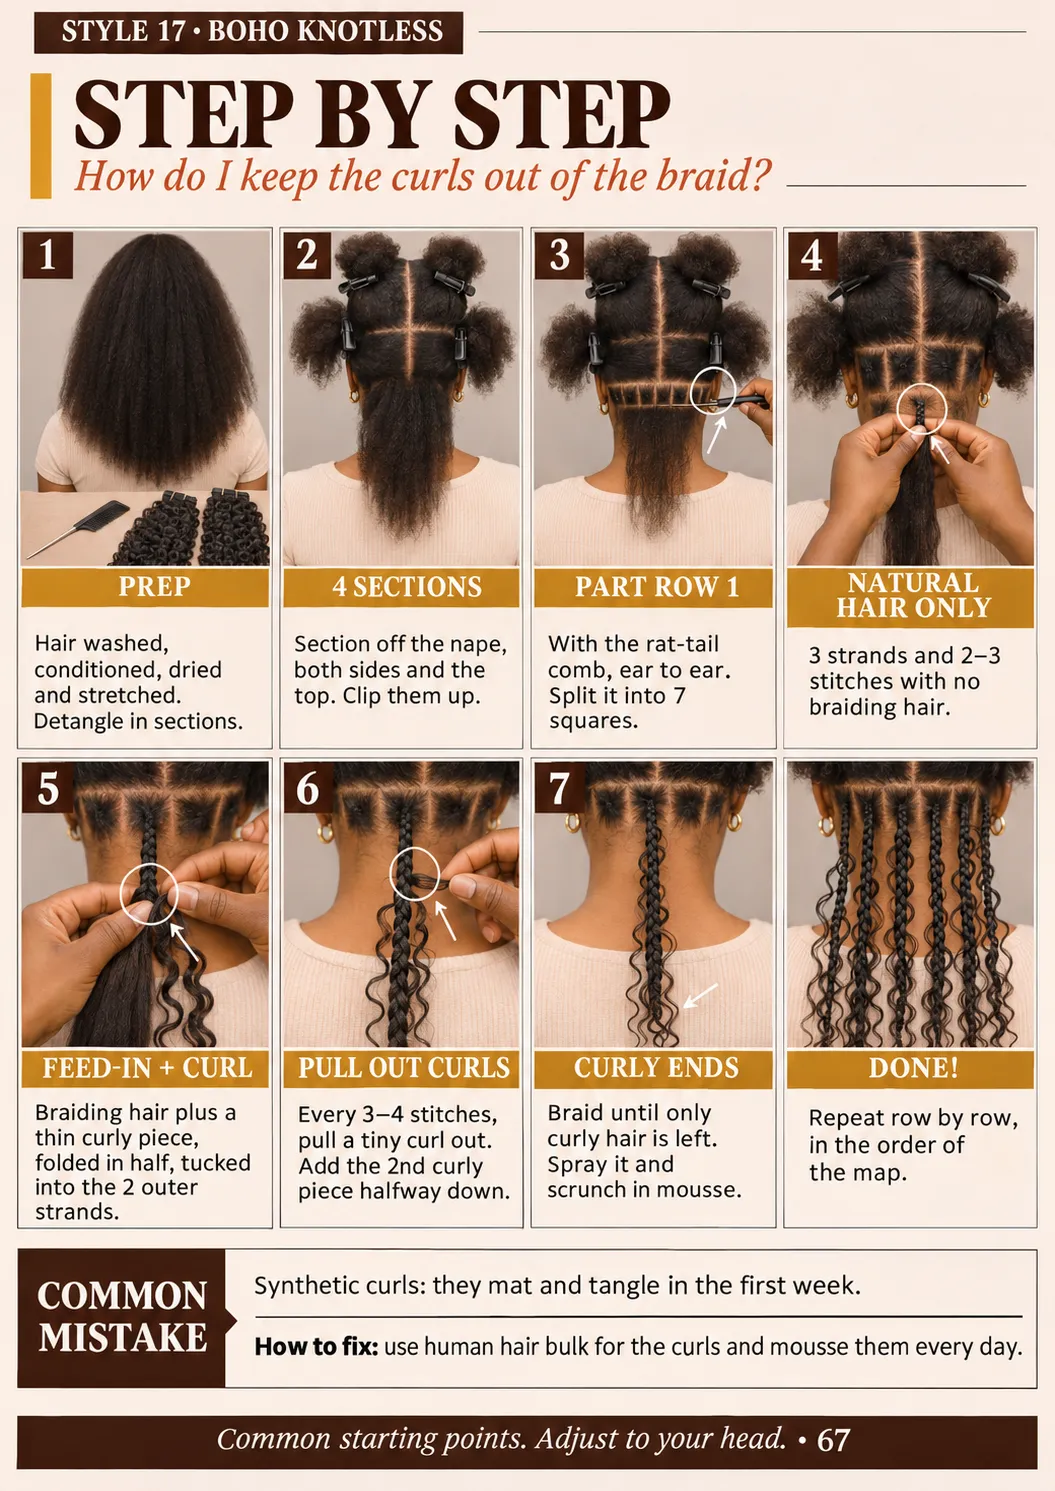 STYLE 17 • BOHO KNOTLESS
STEP BY STEP
How do I keep the curls out of the braid?
1
PREP
Hair washed,
conditioned, dried
and stretched.
Detangle in sections.
2
4 SECTIONS
Section off the nape,
both sides and the
top. Clip them up.
3
PART ROW 1
With the rat-tail
comb, ear to ear.
Split it into 7
squares.
4
NATURAL
HAIR ONLY
3 strands and 2–3
stitches with no
braiding hair.
5
FEED-IN + CURL
Braiding hair plus a
thin curly piece,
folded in half, tucked
into the 2 outer
strands.
6
PULL OUT CURLS
Every 3–4 stitches,
pull a tiny curl out.
Add the 2nd curly
piece halfway down.
7
CURLY ENDS
Braid until only
curly hair is left.
Spray it and
scrunch in mousse.
DONE!
Repeat row by row,
in the order of
the map.
COMMON
MISTAKE
Synthetic curls: they mat and tangle in the first week.
How to fix: use human hair bulk for the curls and mousse them every day.
Common starting points. Adjust to your head. • 67